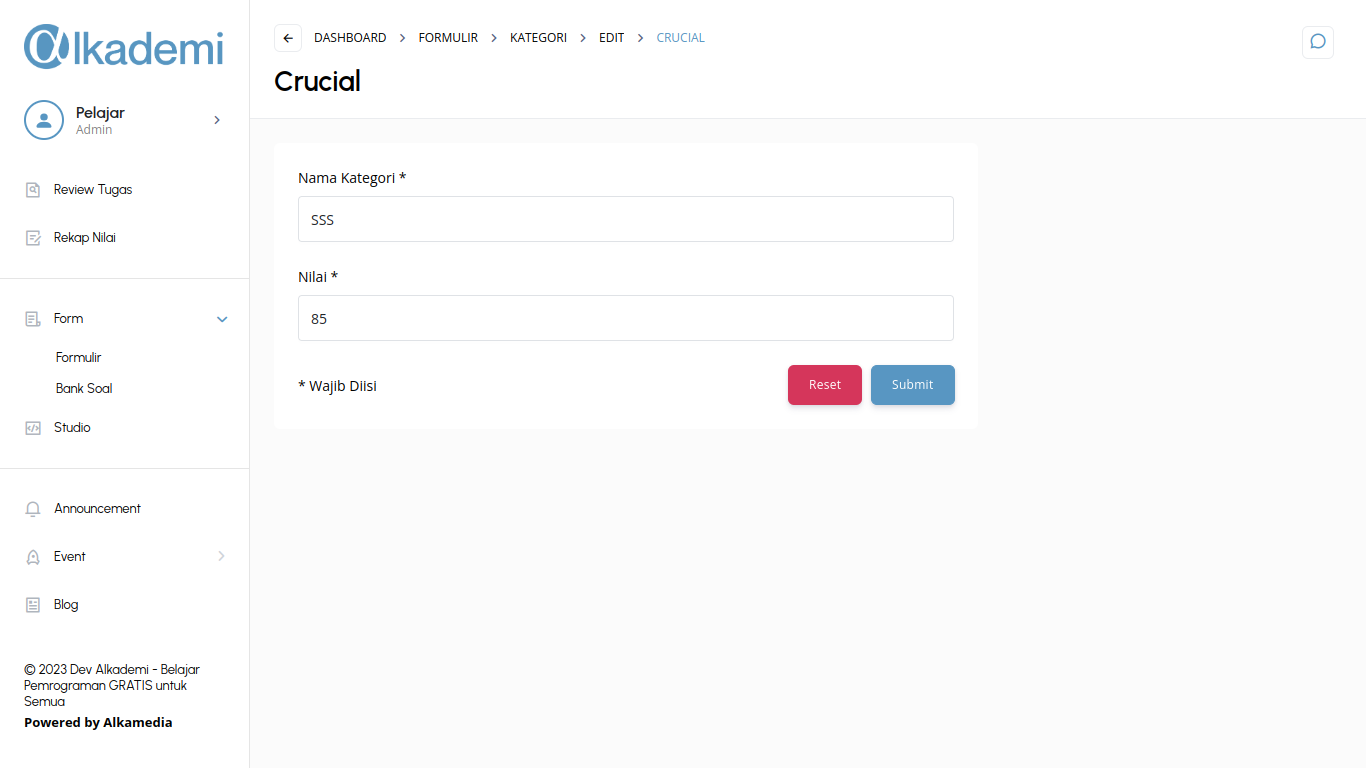 Alkademi
Pelajar
Admin
Review Tugas
Rekap Nilai
Form
Formulir
Bank Soal
Studio
Announcement
Event
Blog
© 2023 Dev Alkademi - Belajar
Pemrograman GRATIS untuk
Semua
Powered by Alkamedia
DASHBOARD > FORMULIR > KATEGORI > EDIT > CRUCIAL
Crucial
Nama Kategori *
SSS
Nilai *
85
* Wajib Diisi
Reset
Submit